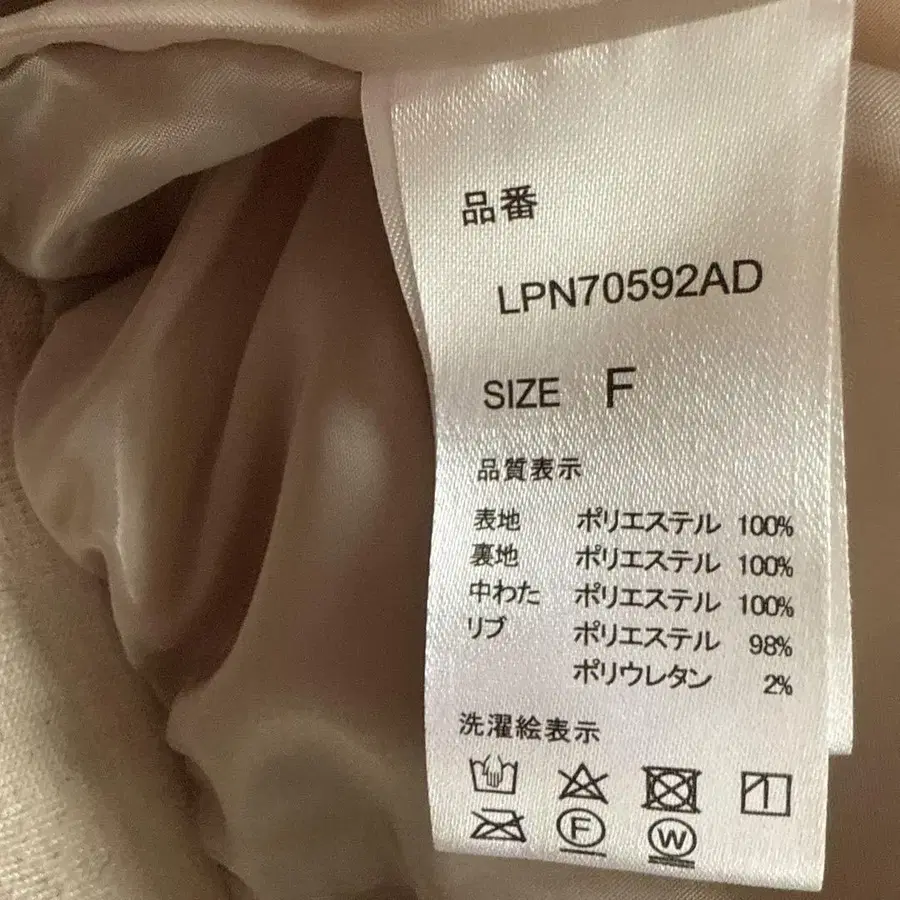 品番
LPN70592AD
SIZE F
品質表示
表地 ポリエステル 100%
裏地 ポリエステル 100%
中わた ポリエステル 100%
リブ ポリエステル 98%
ポリウレタン 2%
洗濯絵表示
F W